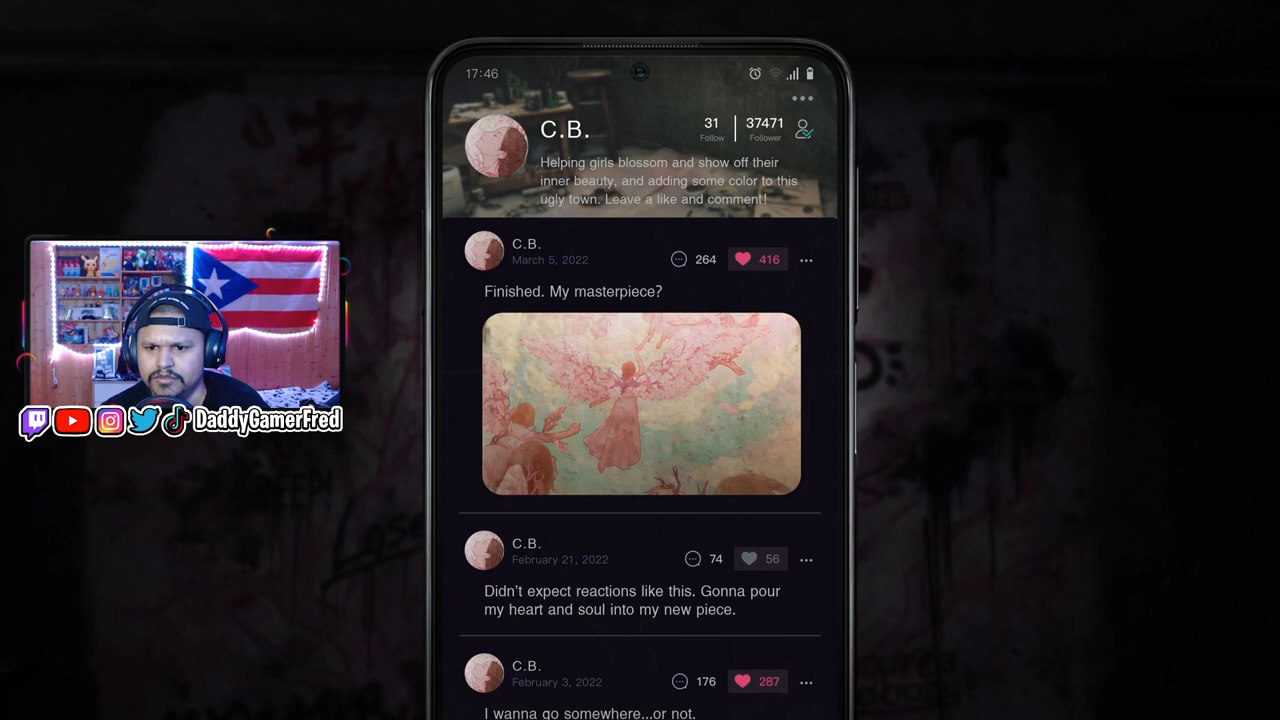 17:46
C.B.
31
Follow
37471
Follower
Helping girls blossom and show off their
inner beauty, and adding some color to this
ugly town. Leave a like and comment!
C.B.
March 5, 2022
264
416
Finished. My masterpiece?
C.B.
February 21, 2022
74
56
Didn't expect reactions like this. Gonna pour
my heart and soul into my new piece.
C.B.
February 3, 2022
176
287
I wanna go somewhere...or not.
DaddyGamerFred